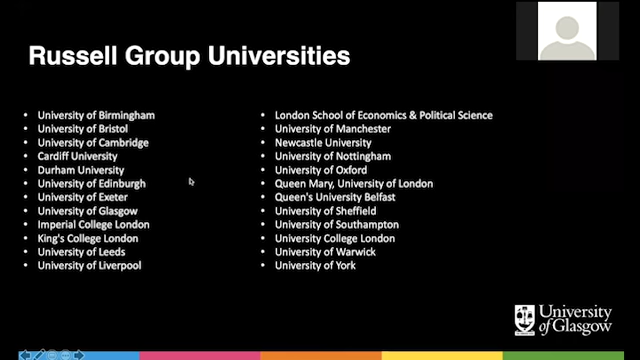 Russell Group Universities
• University of Birmingham
• University of Bristol
• University of Cambridge
• Cardiff University
• Durham University
• University of Edinburgh
• University of Exeter
• University of Glasgow
• Imperial College London
• King's College London
• University of Leeds
• University of Liverpool
• London School of Economics & Political Science
• University of Manchester
• Newcastle University
• University of Nottingham
• University of Oxford
• Queen Mary, University of London
• Queen's University Belfast
• University of Sheffield
• University of Southampton
• University College London
• University of Warwick
• University of York
University
of Glasgow